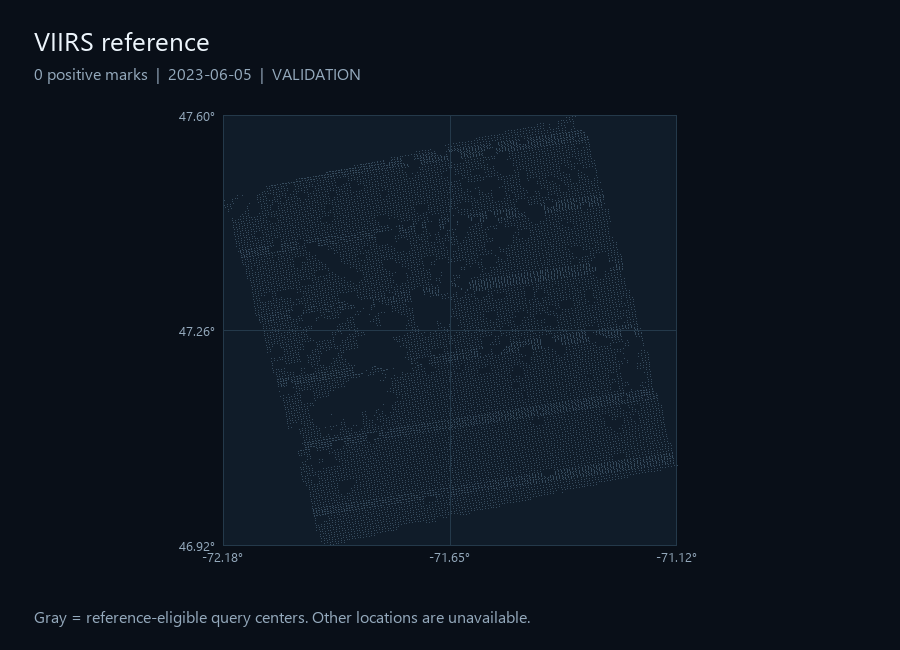 VIIRS reference
0 positive marks | 2023-06-05 | VALIDATION
47.60°
47.26°
46.92°
-72.18°
-71.65°
-71.12°
Gray = reference-eligible query centers. Other locations are unavailable.